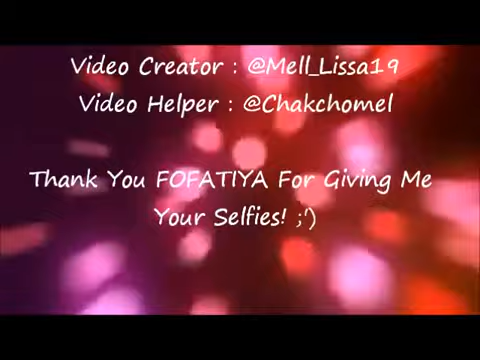 Video Creator : @Mell_Lissa19
Video Helper : @Chakchomel
Thank You FOFATIYA For Giving Me
Your Selfies! ;')